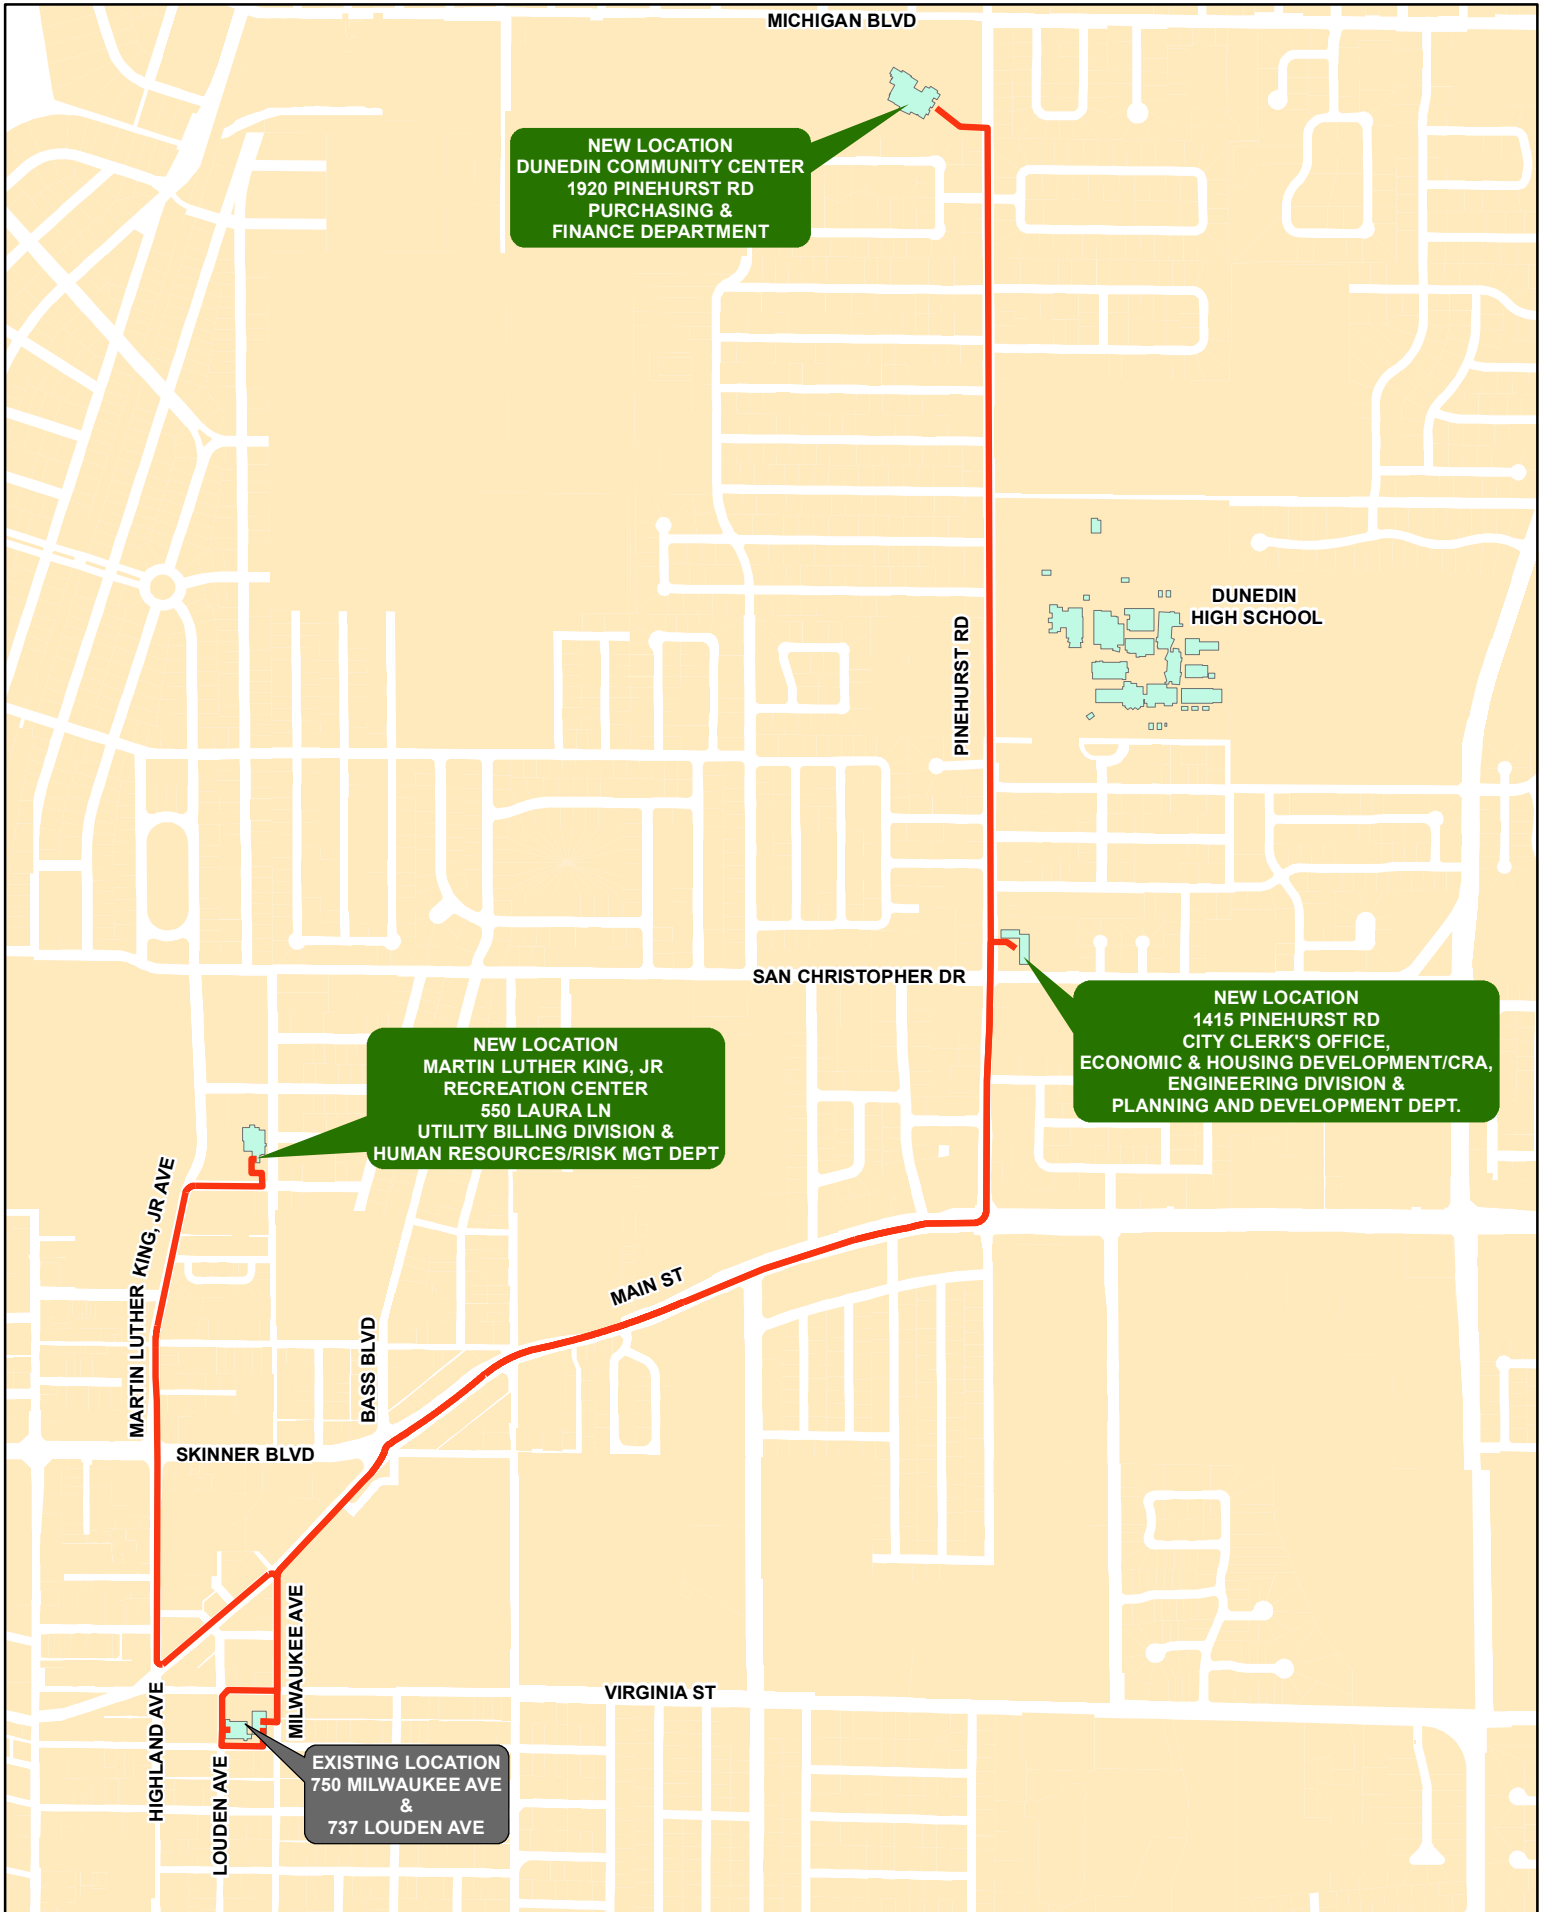 MICHIGAN BLVD
NEW LOCATION
DUNEDIN COMMUNITY CENTER
1920 PINEHURST RD
PURCHASING &
FINANCE DEPARTMENT
DUNEDIN
HIGH SCHOOL
PINEHURST RD
SAN CHRISTOPHER DR
NEW LOCATION
1415 PINEHURST RD
CITY CLERK'S OFFICE,
ECONOMIC & HOUSING DEVELOPMENT/CRA,
ENGINEERING DIVISION &
PLANNING AND DEVELOPMENT DEPT.
NEW LOCATION
MARTIN LUTHER KING, JR
RECREATION CENTER
550 LAURA LN
UTILITY BILLING DIVISION &
HUMAN RESOURCES/RISK MGT DEPT
MARTIN LUTHER KING, JR AVE
MAIN ST
BASS BLVD
SKINNER BLVD
MILWAUKEE AVE
VIRGINIA ST
HIGHLAND AVE
LOUDEN AVE
EXISTING LOCATION
750 MILWAUKEE AVE
&
737 LOUDEN AVE